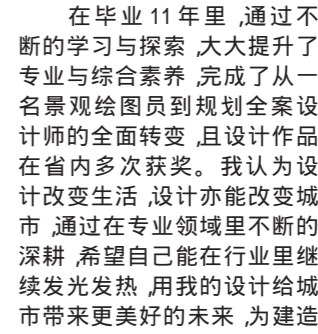 在毕业11年里,通过不
断的学习与探索,大大提升了
专业与综合素养,完成了从一
名景观绘图员到规划全案设
计师的全面转变,且设计作品
在省内多次获奖。我认为设
计改变生活,设计亦能改变城
市,通过在专业领域里不断的
深耕,希望自己能在行业里继
续发光发热,用我的设计给城
市带来更美好的未来,为建造